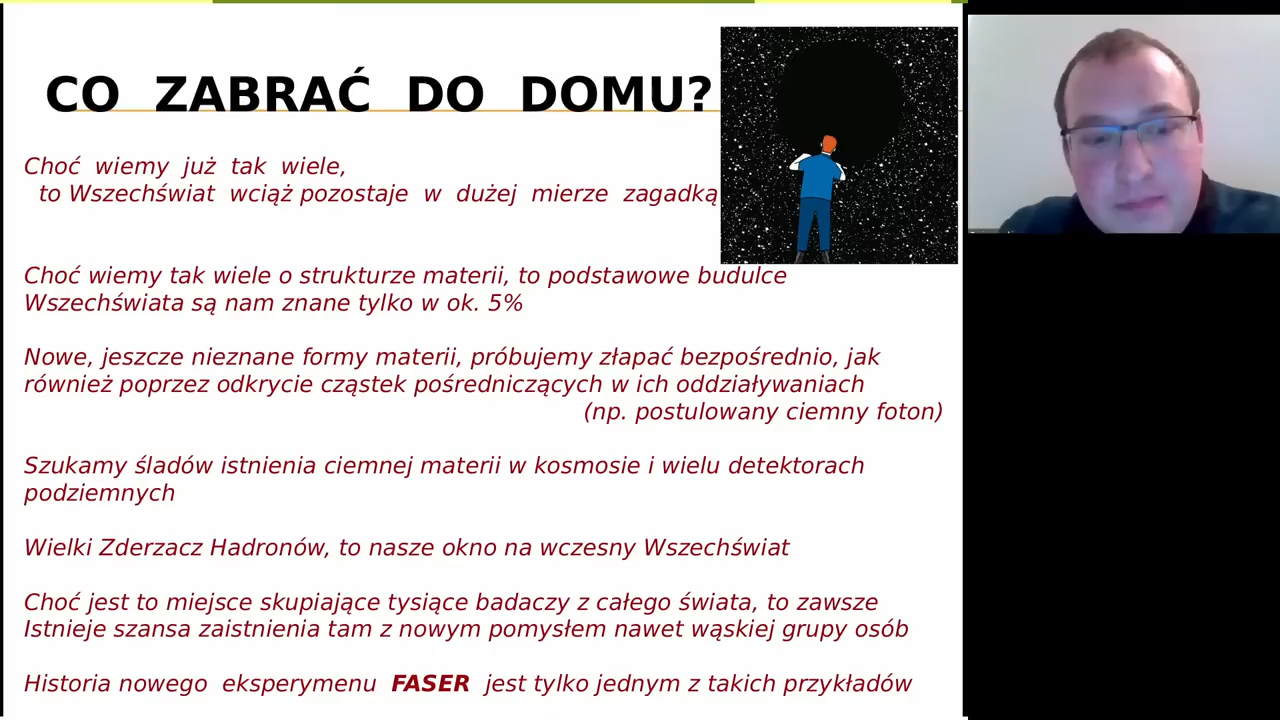 CO ZABRAĆ DO DOMU?
Choć wiemy już tak wiele,
to Wszechświat wciąż pozostaje w dużej mierze zagadką
Choć wiemy tak wiele o strukturze materii, to podstawowe budulce
Wszechświata są nam znane tylko w ok. 5%
Nowe, jeszcze nieznane formy materii, próbujemy złapać bezpośrednio, jak
również poprzez odkrycie cząstek pośredniczących w ich oddziaływaniach
(np. postulowany ciemny foton)
Szukamy śladów istnienia ciemnej materii w kosmosie i wielu detektorach
podziemnych
Wielki Zderzacz Hadronów, to nasze okno na wczesny Wszechświat
Choć jest to miejsce skupiające tysiące badaczy z całego świata, to zawsze
Istnieje szansa zaistnienia tam z nowym pomysłem nawet wąskiej grupy osób
Historia nowego eksperymenu FASER jest tylko jednym z takich przykładów